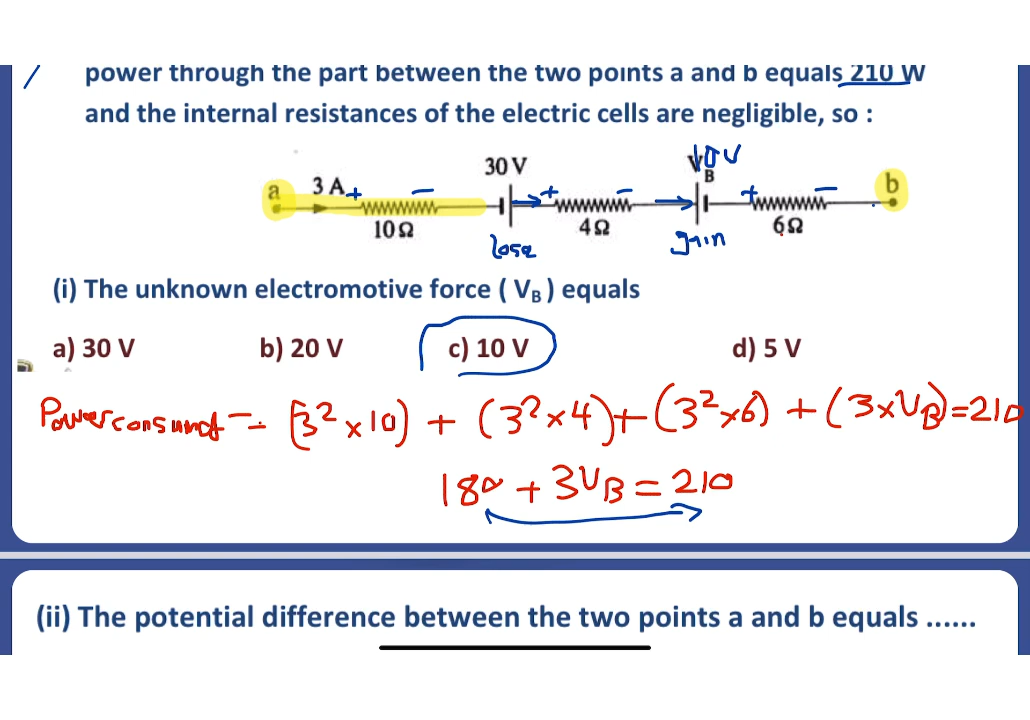 power through the part between the two points a and b equals 210 W
and the internal resistances of the electric cells are negligible, so :
30 V
10 V
V_B
a
3 A
+
−
+
−
+
−
b
10 Ω
4 Ω
6Ω
lose
gain
(i) The unknown electromotive force ( V_B ) equals
a) 30 V b) 20 V c) 10 V d) 5 V
Power consumed = (3² × 10) + (3² × 4) + (3² × 6) + (3 × V_B) = 210
180 + 3V_B = 210
(ii) The potential difference between the two points a and b equals ......